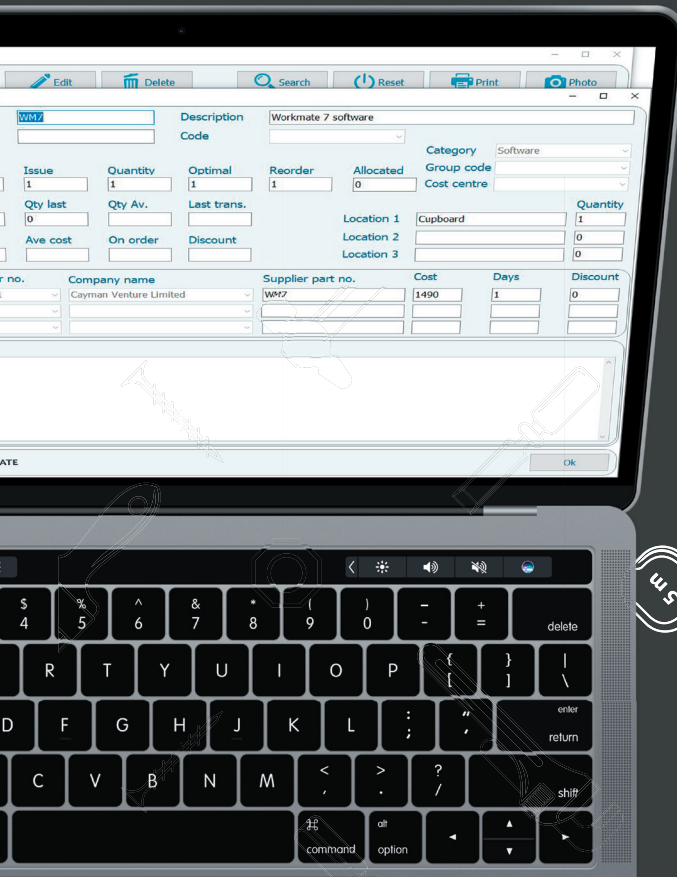 Edit Delete Search Reset Print Photo
WM7 Description Workmate 7 software
Code
Category Software
Issue Quantity Optimal Reorder Allocated Group code
1 1 1 1 0 Cost centre
Qty last Qty Av. Last trans. Quantity
0 Location 1 Cupboard 1
Ave cost On order Discount Location 2 0
Location 3 0
r no. Company name Supplier part no. Cost Days Discount
Cayman Venture Limited WM7 1490 1 0
ATE Ok
5 m
$ % ^ & * ( ) – +
4 5 6 7 8 9 0 - = delete
R T Y U I O P { [ } ] | \
enter
D F G H J K L : ; " ' return
C V B N M < , > . ? / shift
⌘ alt
command option